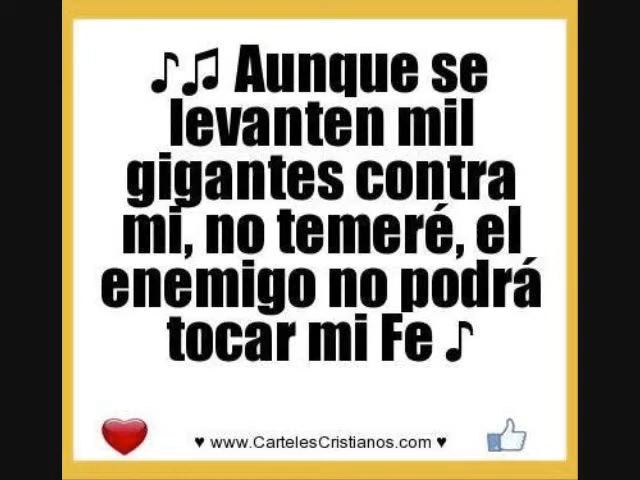 ♪♫ Aunque se
levanten mil
gigantes contra
mi, no temeré, el
enemigo no podrá
tocar mi Fe ♪
♥ www.CartelesCristianos.com ♥